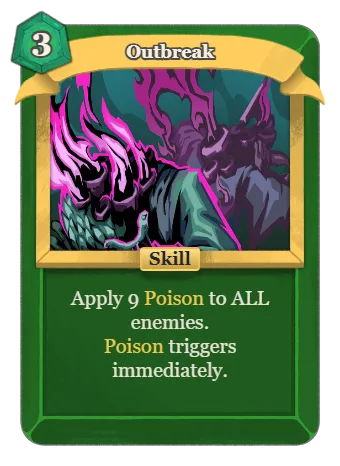 3
Outbreak
Skill
Apply 9 Poison to ALL
enemies.
Poison triggers
immediately.